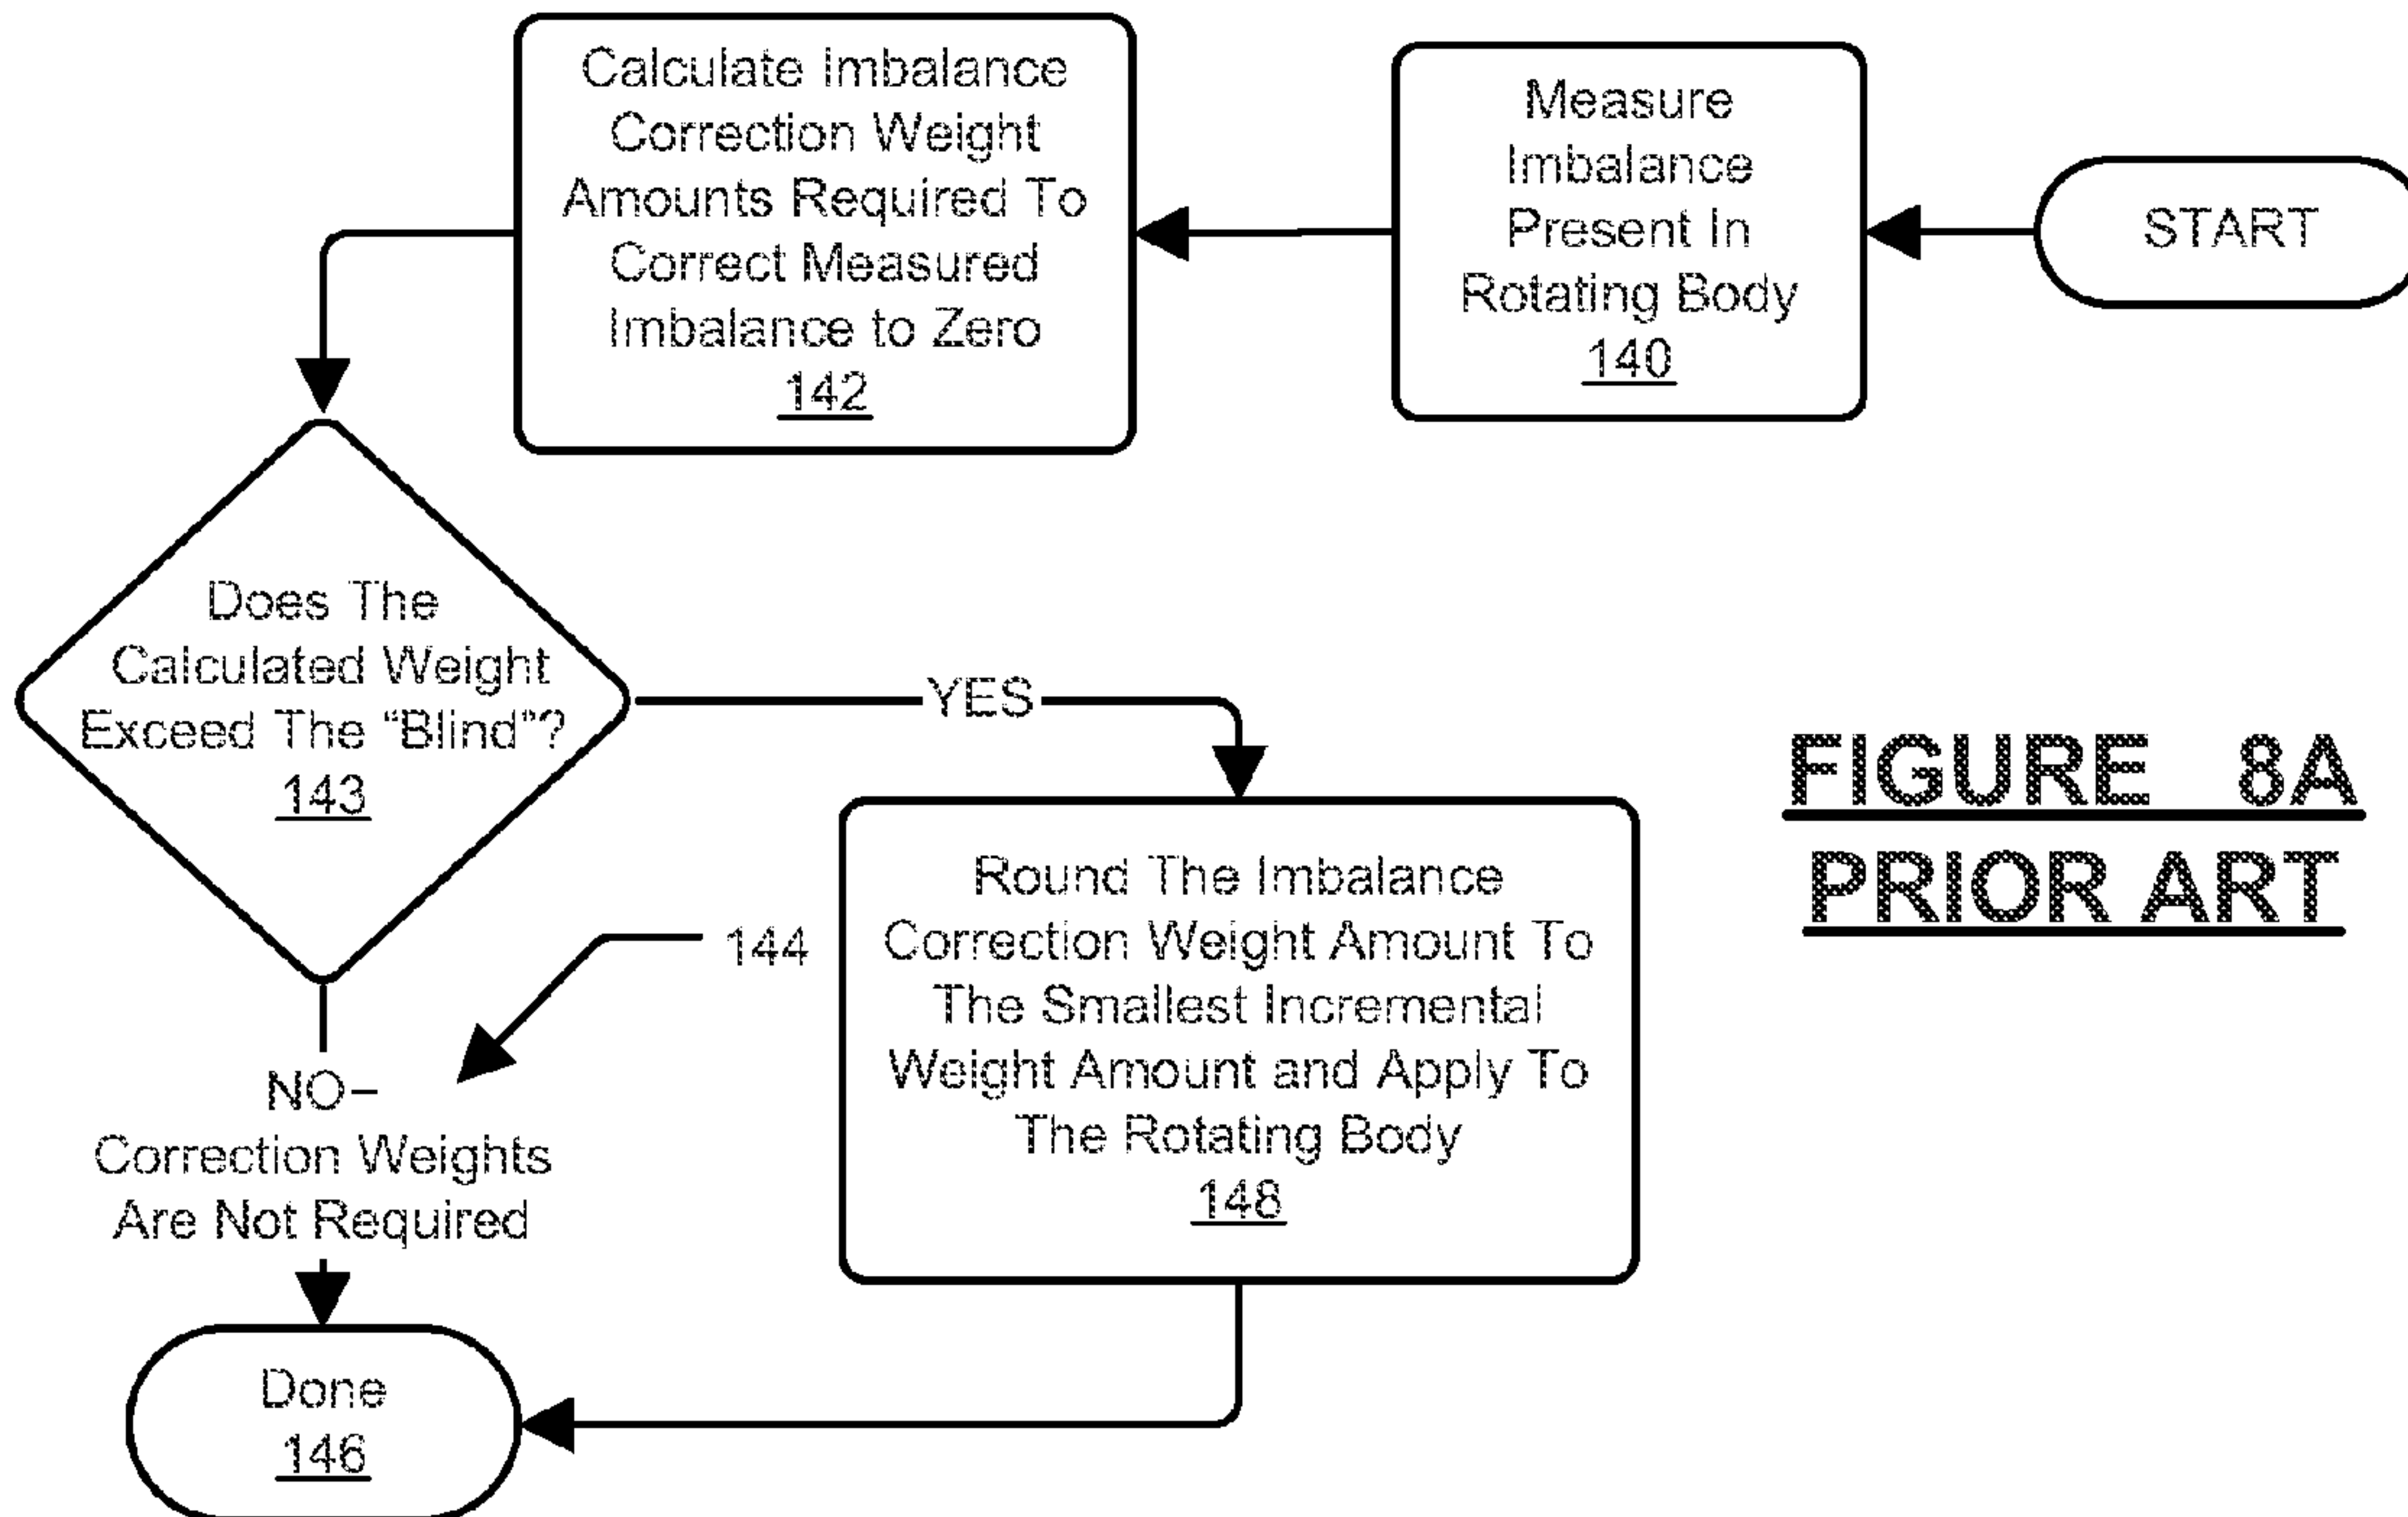 START
Measure
Imbalance
Present In
Rotating Body
140
Calculate Imbalance
Correction Weight
Amounts Required To
Correct Measured
Imbalance to Zero
142
Does The
Calculated Weight
Exceed The “Blind”?
143
YES
Round The Imbalance
Correction Weight Amount To
The Smallest Incremental
Weight Amount and Apply To
The Rotating Body
148
144
NO–
Correction Weights
Are Not Required
Done
146
FIGURE 8A
PRIOR ART